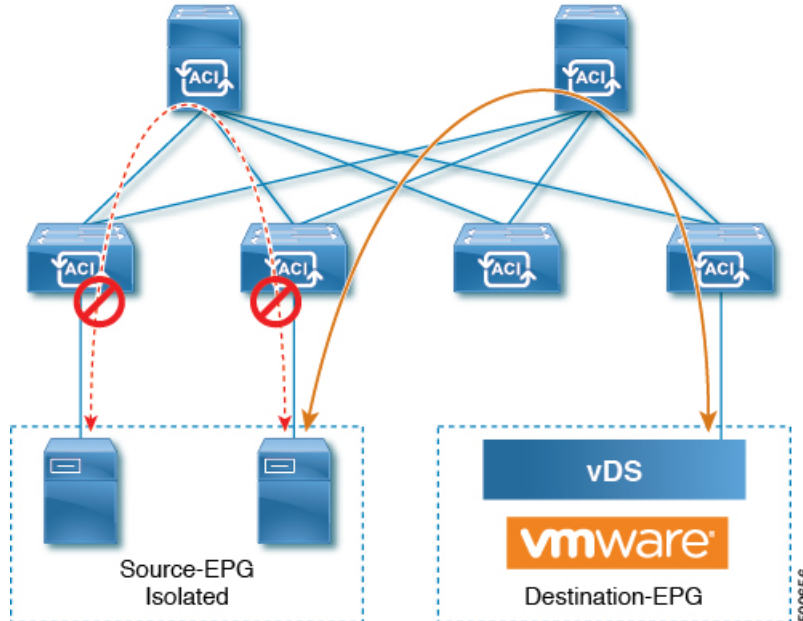 ACI
ACI
ACI
ACI
ACI
ACI
vDS
vmware®
Source-EPG
Isolated
Destination-EPG